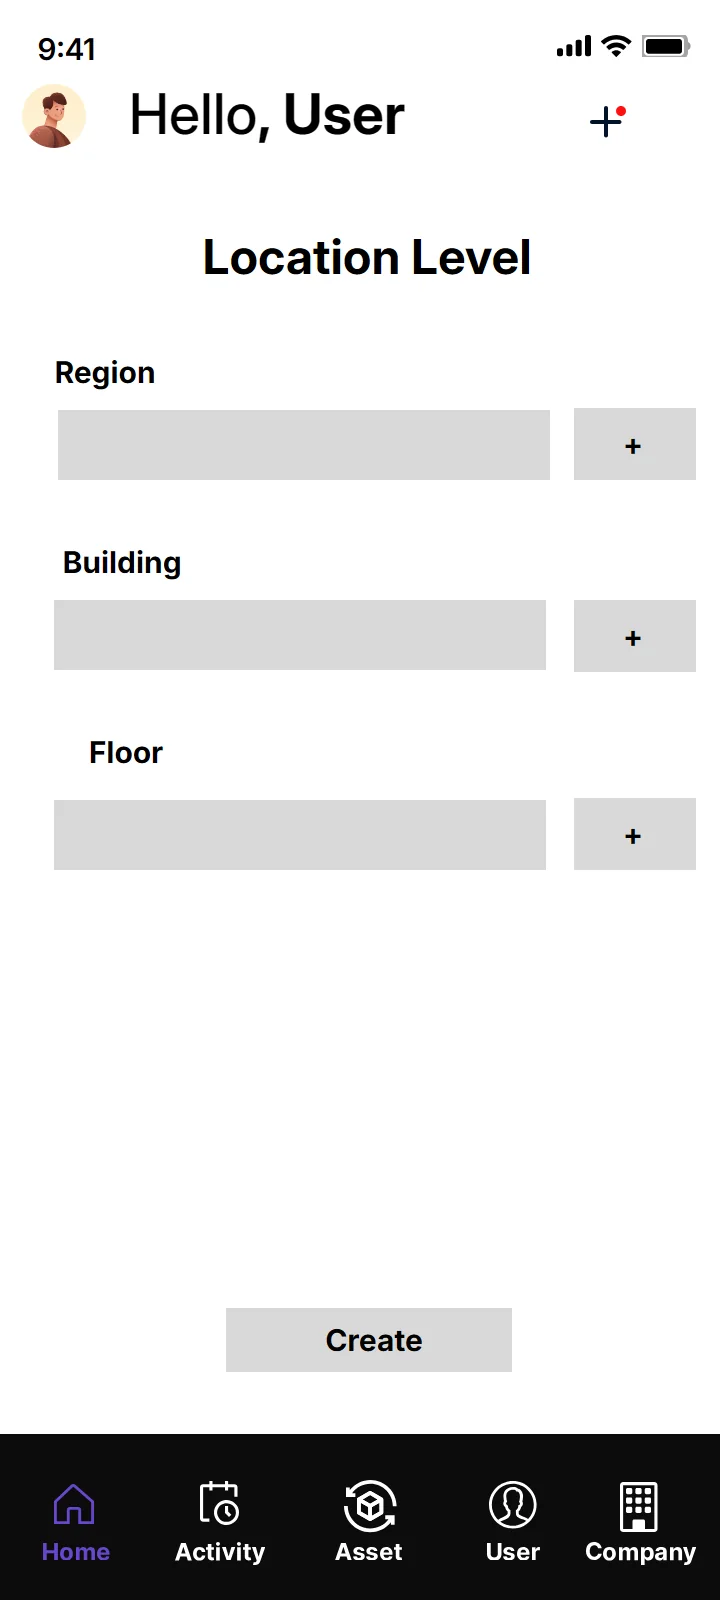 9:41
Hello, User
Location Level
Region
+
Building
+
Floor
+
Create
Home Activity Asset User Company